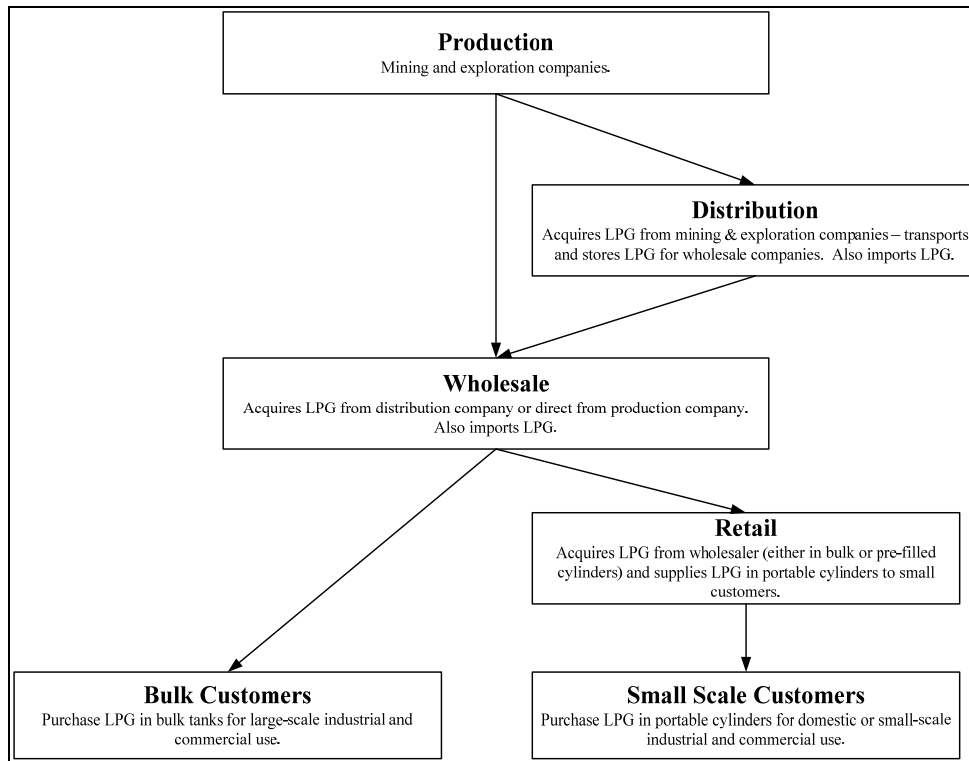 Production
Mining and exploration companies.
Distribution
Acquires LPG from mining & exploration companies – transports
and stores LPG for wholesale companies.  Also imports LPG.
Wholesale
Acquires LPG from distribution company or direct from production company.
Also imports LPG.
Retail
Acquires LPG from wholesaler (either in bulk or pre-filled
cylinders) and supplies LPG in portable cylinders to small
customers.
Bulk Customers
Purchase LPG in bulk tanks for large-scale industrial and
commercial use.
Small Scale Customers
Purchase LPG in portable cylinders for domestic or small-scale
industrial and commercial use.